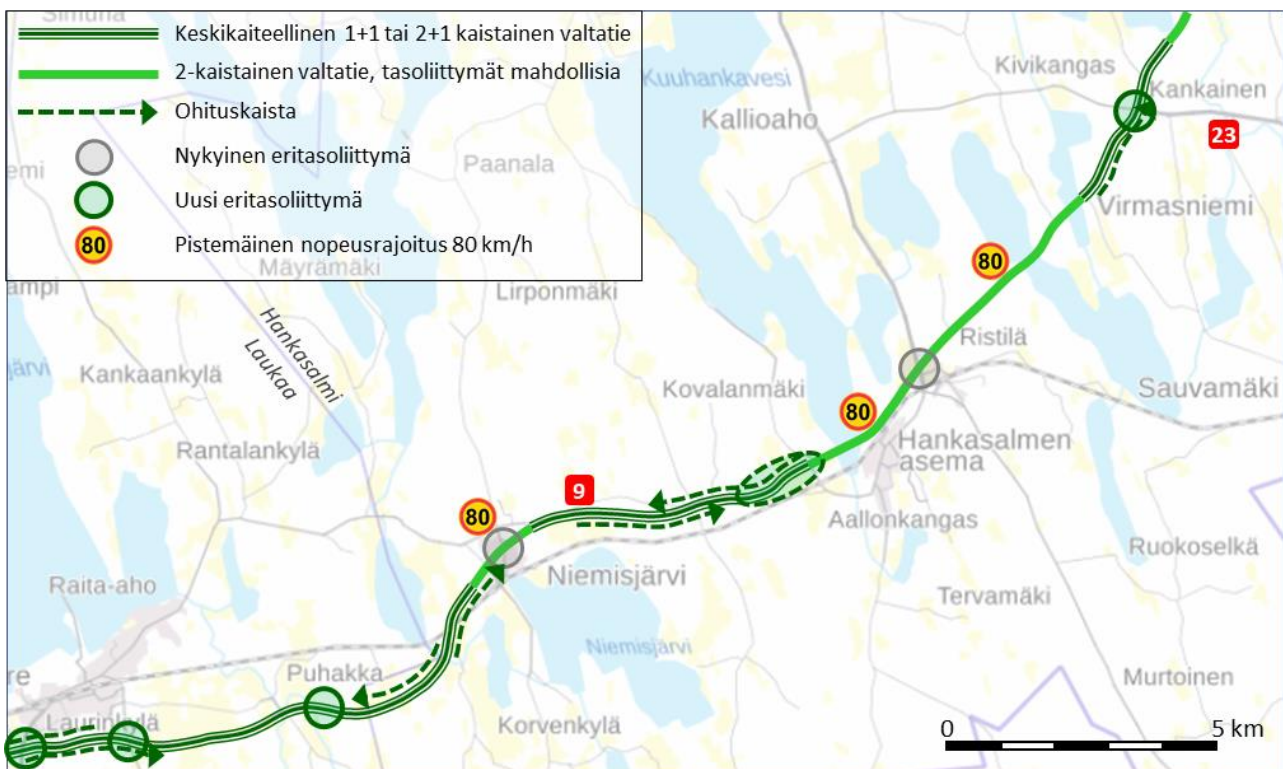 Simuna
Keskikaiteellinen 1+1 tai 2+1 kaistainen valtatie
2-kaistainen valtatie, tasoliittymät mahdollisia
Ohituskaista
Nykyinen eritasoliittymä
Uusi eritasoliittymä
80 Pistemäinen nopeusrajoitus 80 km/h
Paanala
Mäyrämäki
Lirponmäki
Kuuhankavesi
Kallioaho
Kivikangas
Kankainen
23
Virmasniemi
80
Ristilä
Sauvamäki
Hankasalmi
Laukaa
Kankaankylä
Rantalankylä
Kovalanmäki
80
Hankasalmen
asema
9
80
Aallonkangas
Ruokoselkä
Raita-aho
Niemisjärvi
Tervamäki
Niemisjärvi
Puhakka
Murtoinen
Laurinkylä
Korvenkylä
0 5 km